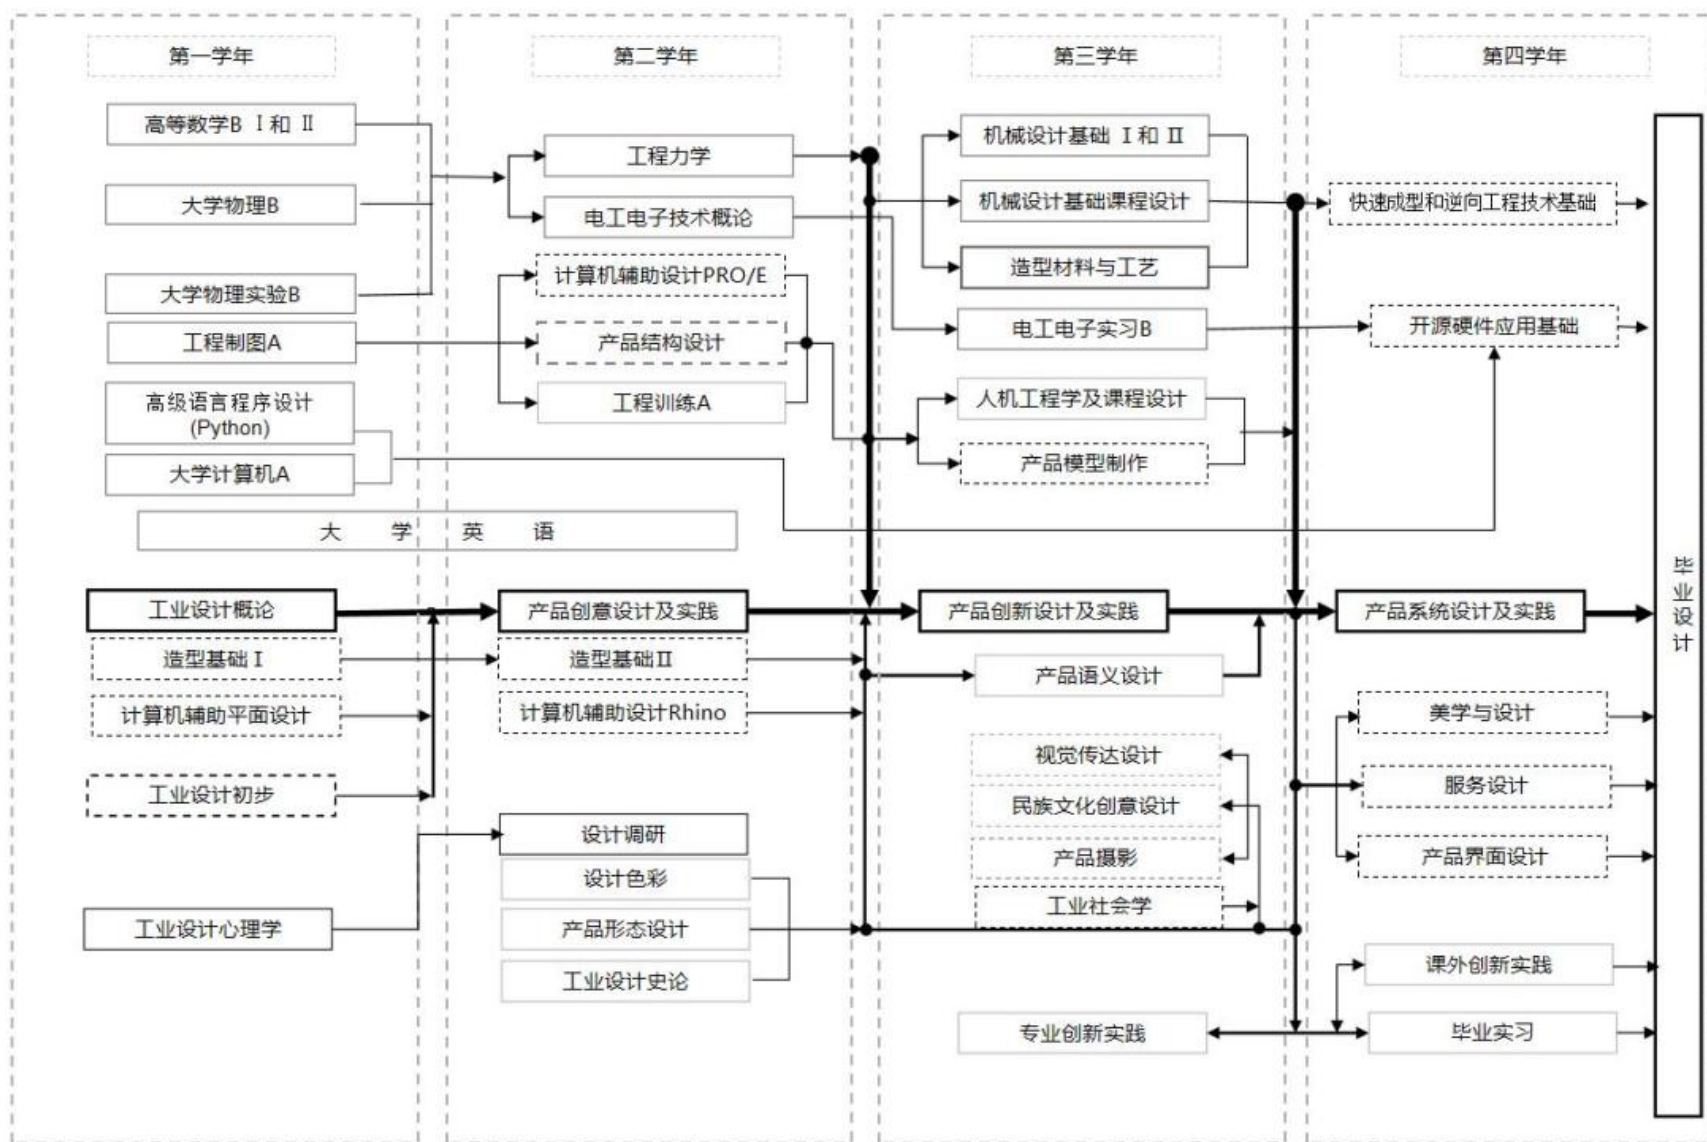 第一学年
高等数学B Ⅰ和 Ⅱ
大学物理B
大学物理实验B
工程制图A
高级语言程序设计
(Python)
大学计算机A
大 学 英 语
工业设计概论
造型基础Ⅰ
计算机辅助平面设计
工业设计初步
工业设计心理学
第二学年
工程力学
电工电子技术概论
计算机辅助设计PRO/E
产品结构设计
工程训练A
产品创意设计及实践
造型基础Ⅱ
计算机辅助设计Rhino
设计调研
设计色彩
产品形态设计
工业设计史论
第三学年
机械设计基础 Ⅰ和 Ⅱ
机械设计基础课程设计
造型材料与工艺
电工电子实习B
人机工程学及课程设计
产品模型制作
产品创新设计及实践
产品语义设计
视觉传达设计
民族文化创意设计
产品摄影
工业社会学
专业创新实践
第四学年
快速成型和逆向工程技术基础
开源硬件应用基础
产品系统设计及实践
美学与设计
服务设计
产品界面设计
课外创新实践
毕业实习
毕业设计